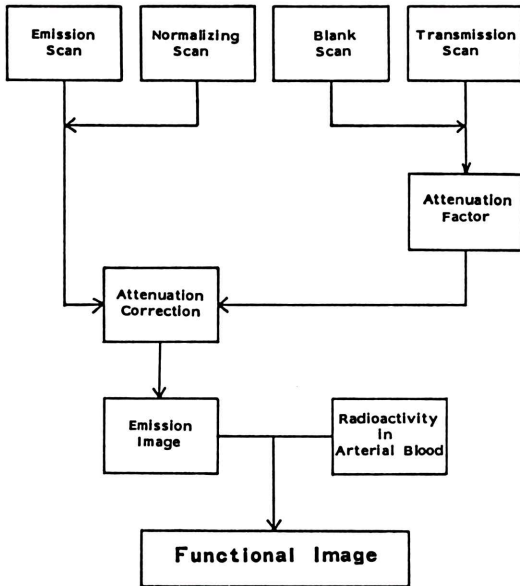 Emission
Scan
Normalizing
Scan
Blank
Scan
Transmission
Scan
Attenuation
Factor
Attenuation
Correction
Emission
Image
Radioactivity
in
Arterial Blood
Functional Image